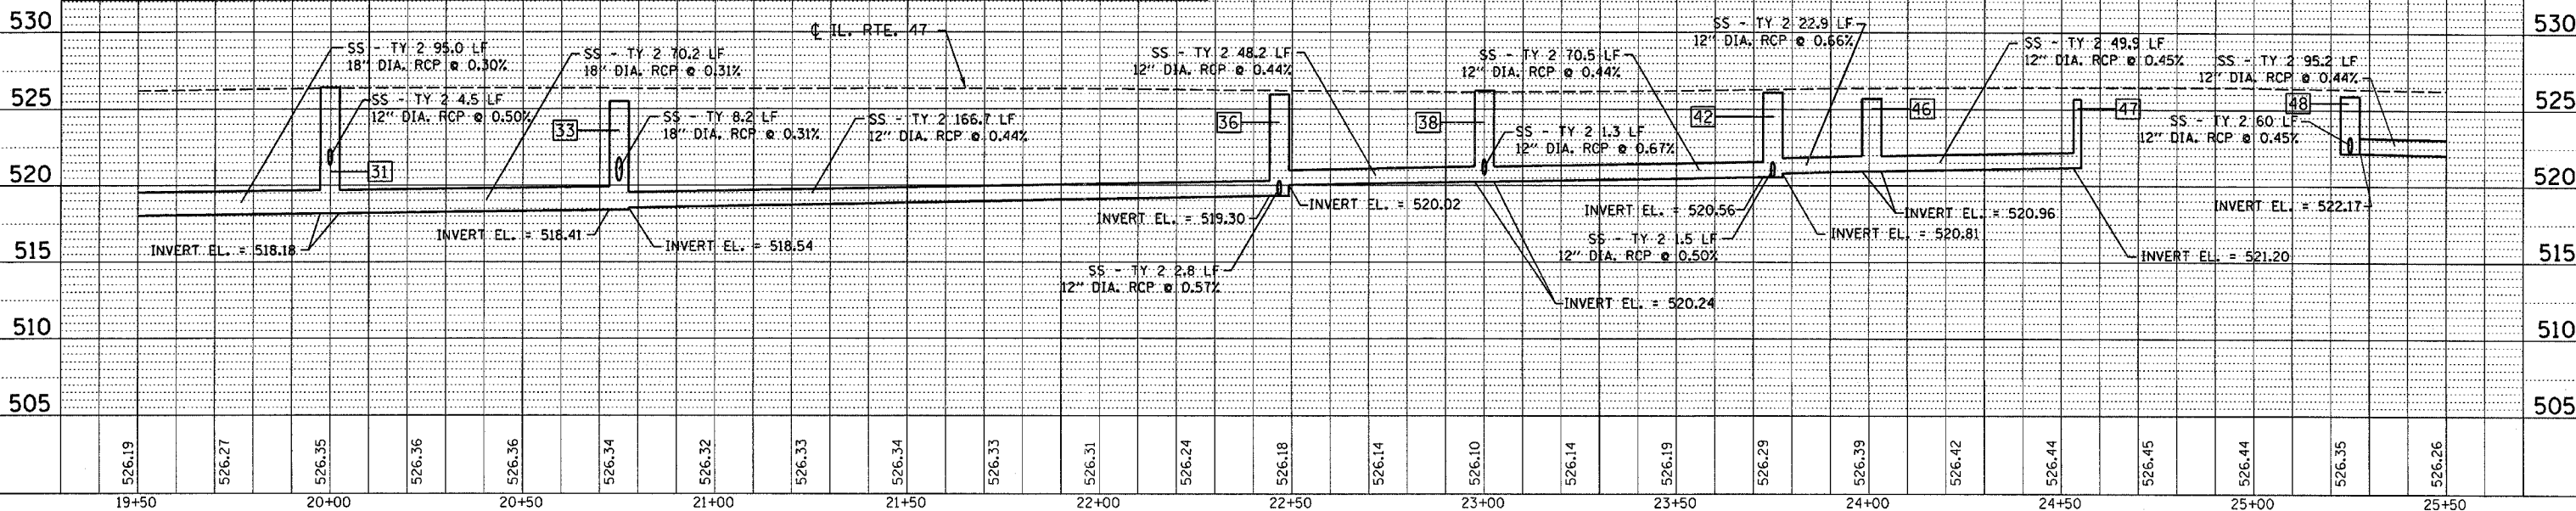 530
530
℄ IL. RTE. 47
SS - TY 2 95.0 LF
18" DIA. RCP @ 0.30%
SS - TY 2 70.2 LF
18" DIA. RCP @ 0.31%
SS - TY 2 48.2 LF
12" DIA. RCP @ 0.44%
SS - TY 2 70.5 LF
12" DIA. RCP @ 0.44%
SS - TY 2 22.9 LF
12" DIA. RCP @ 0.66%
SS - TY 2 49.9 LF
12" DIA. RCP @ 0.45%
SS - TY 2 95.2 LF
12" DIA. RCP @ 0.44%
525
525
SS - TY 2 4.5 LF
12" DIA. RCP @ 0.50%
33
SS - TY 2 8.2 LF
18" DIA. RCP @ 0.31%
SS - TY 2 166.7 LF
12" DIA. RCP @ 0.44%
36
38
SS - TY 2 1.3 LF
12" DIA. RCP @ 0.67%
42
46
47
48
SS - TY 2 60 LF
12" DIA. RCP @ 0.45%
31
520
520
INVERT EL. = 518.18
INVERT EL. = 518.41
INVERT EL. = 518.54
INVERT EL. = 519.30
INVERT EL. = 520.02
INVERT EL. = 520.56
INVERT EL. = 520.81
INVERT EL. = 520.96
INVERT EL. = 522.17
515
515
SS - TY 2 2.8 LF
12" DIA. RCP @ 0.57%
SS - TY 2 1.5 LF
12" DIA. RCP @ 0.50%
INVERT EL. = 520.24
INVERT EL. = 521.20
510
510
505
505
526.19
526.27
526.35
526.36
526.36
526.34
526.32
526.33
526.34
526.33
526.31
526.24
526.18
526.14
526.10
526.14
526.19
526.29
526.39
526.42
526.44
526.45
526.44
526.35
526.26
19+50
20+00
20+50
21+00
21+50
22+00
22+50
23+00
23+50
24+00
24+50
25+00
25+50